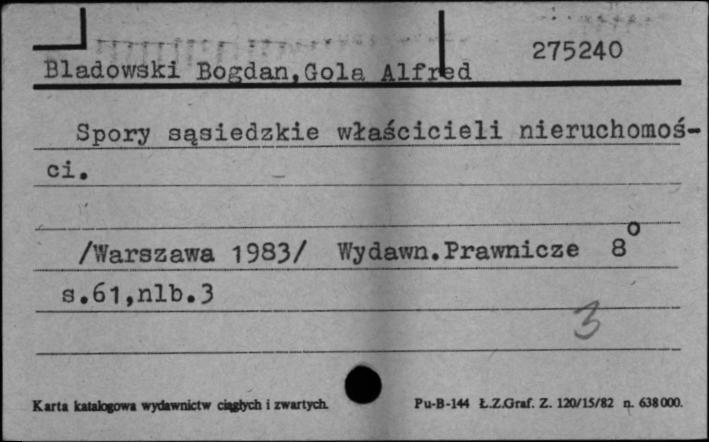 275240
Bladowski Bogdan,Gola Alfred
Spory sąsiedzkie właścicieli nieruchomoś-
ci.
/Warszawa 1983/ Wydawn.Prawnicze 8°
s.61,nlb.3
3
Karta katalogowa wydawnictw ciągłych i zwartych. Pu-B-144 Ł.Z.Graf. Z. 120/15/82 n. 638000.